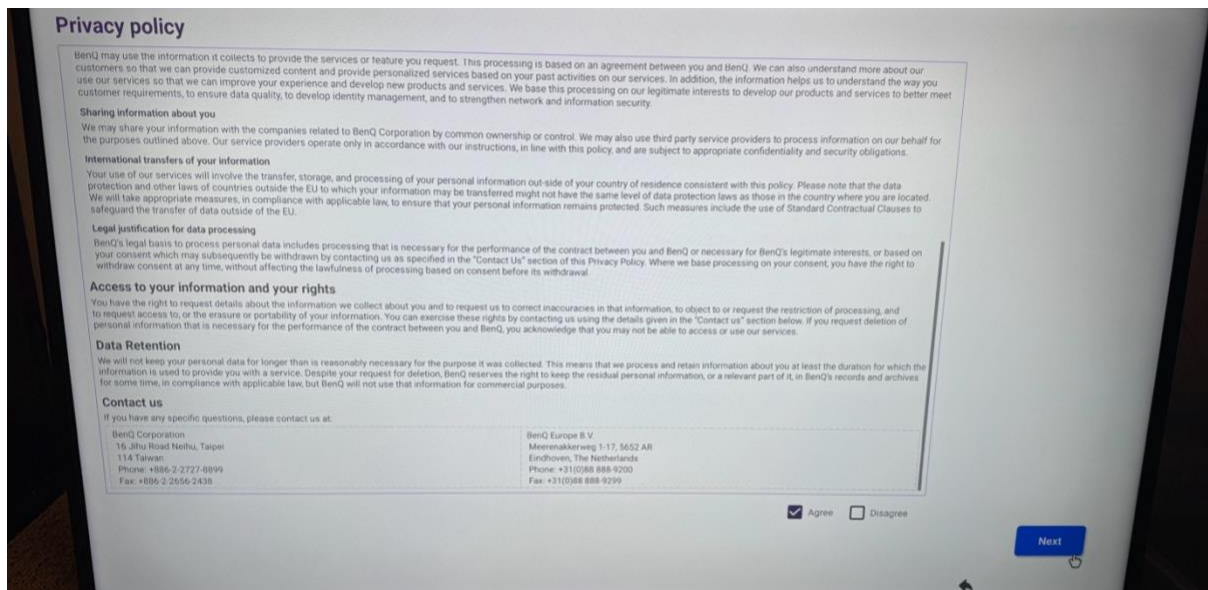 Privacy policy
BenQ may use the information it collects to provide the services or feature you request. This processing is based on an agreement between you and BenQ. We can also understand more about our
customers so that we can provide customized content and provide personalized services based on your past activities on our services. In addition, the information helps us to understand the way you
use our services so that we can improve your experience and develop new products and services. We base this processing on our legitimate interests to develop our products and services to better meet
customer requirements, to ensure data quality, to develop identity management, and to strengthen network and information security.
Sharing information about you
We may share your information with the companies related to BenQ Corporation by common ownership or control. We may also use third party service providers to process information on our behalf for
the purposes outlined above. Our service providers operate only in accordance with our instructions, in line with this policy, and are subject to appropriate confidentiality and security obligations.
International transfers of your information
Your use of our services will involve the transfer, storage, and processing of your personal information out-side of your country of residence consistent with this policy. Please note that the data
protection and other laws of countries outside the EU to which your information may be transferred might not have the same level of data protection laws as those in the country where you are located.
We will take appropriate measures, in compliance with applicable law, to ensure that your personal information remains protected. Such measures include the use of Standard Contractual Clauses to
safeguard the transfer of data outside of the EU.
Legal justification for data processing
BenQ's legal basis to process personal data includes processing that is necessary for the performance of the contract between you and BenQ or necessary for BenQ's legitimate interests, or based on
your consent which may subsequently be withdrawn by contacting us as specified in the "Contact Us" section of this Privacy Policy. Where we base processing on your consent, you have the right to
withdraw consent at any time, without affecting the lawfulness of processing based on consent before its withdrawal
Access to your information and your rights
You have the right to request details about the information we collect about you and to request us to correct inaccuracies in that information, to object to or request the restriction of processing, and
to request access to, or the erasure or portability of your information. You can exercise these rights by contacting us using the details given in the "Contact us" section below. If you request deletion of
personal information that is necessary for the performance of the contract between you and BenQ, you acknowledge that you may not be able to access or use our services.
Data Retention
We will not keep your personal data for longer than is reasonably necessary for the purpose it was collected. This means that we process and retain information about you at least the duration for which the
information is used to provide you with a service. Despite your request for deletion, BenQ reserves the right to keep the residual personal information, or a relevant part of it, in BenQ's records and archives
for some time, in compliance with applicable law, but BenQ will not use that information for commercial purposes.
Contact us
If you have any specific questions, please contact us at:
BenQ Corporation
16 Jihu Road Neihu, Taipei
114 Taiwan
Phone: +886-2-2727-8899
Fax: +886-2-2656-2438
BenQ Europe B.V.
Meerenakkerweg 1-17, 5652 AR
Eindhoven, The Netherlands
Phone: +31(0)88 888-9200
Fax: +31(0)88 888-9299
Agree
Disagree
Next